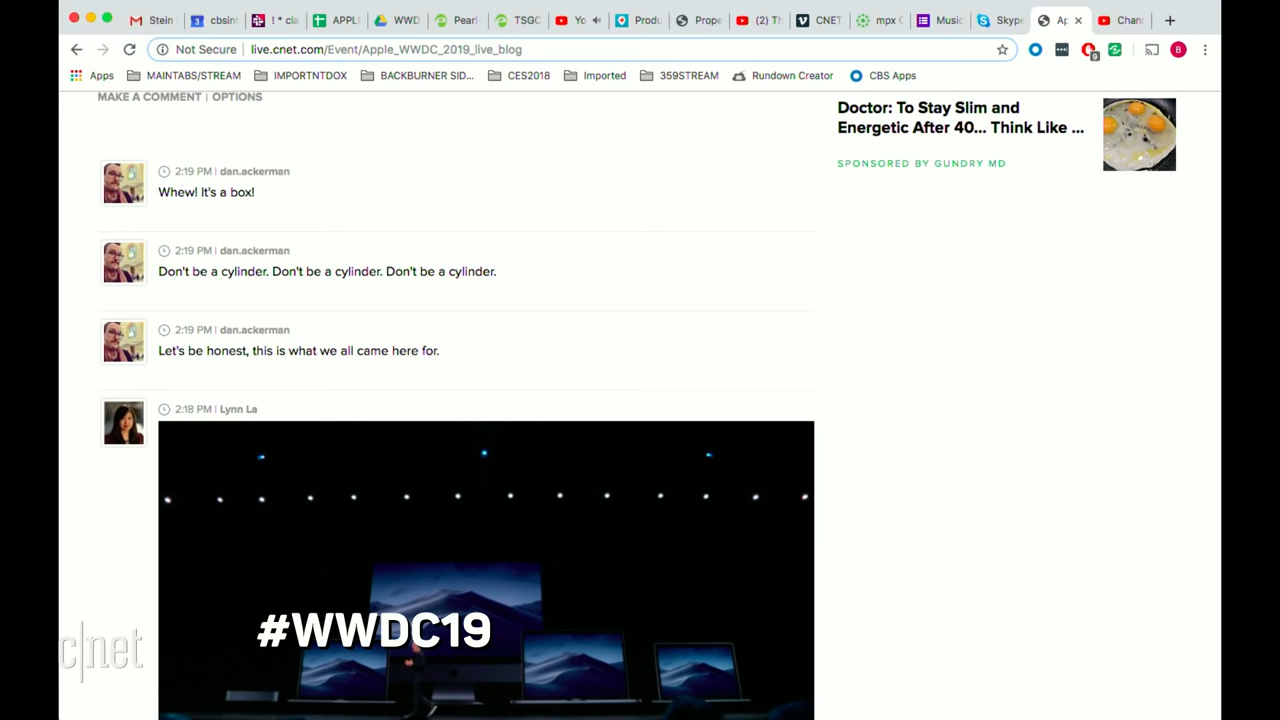 Stein
cbsint
! * cla
APPLI
WWD
Pearl-
TSGC
Yo
Produ
Prope
(2) Th
CNET
mpx
Music
Skype
Ap
Chan
Not Secure
live.cnet.com/Event/Apple_WWDC_2019_live_blog
9
B
Apps
MAINTABS/STREAM
IMPORTNTDOX
BACKBURNER SID...
CES2018
Imported
359STREAM
Rundown Creator
CBS Apps
MAKE A COMMENT | OPTIONS
Doctor: To Stay Slim and
Energetic After 40... Think Like ...
SPONSORED BY GUNDRY MD
2:19 PM | dan.ackerman
Whew! It's a box!
2:19 PM | dan.ackerman
Don't be a cylinder. Don't be a cylinder. Don't be a cylinder.
2:19 PM | dan.ackerman
Let's be honest, this is what we all came here for.
2:18 PM | Lynn La
#WWDC19
c|net